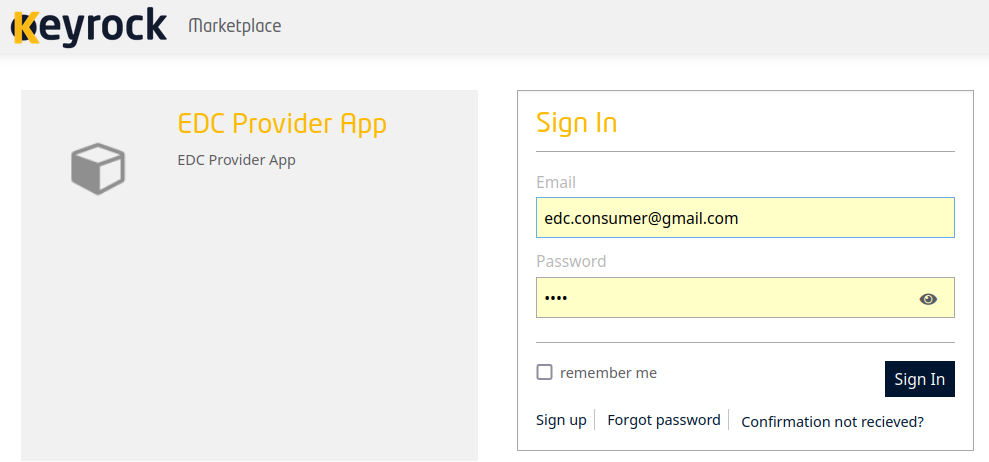 Keyrock Marketplace
EDC Provider App
EDC Provider App
Sign In
Email
edc.consumer@gmail.com
Password
••••
remember me
Sign In
Sign up Forgot password Confirmation not recieved?